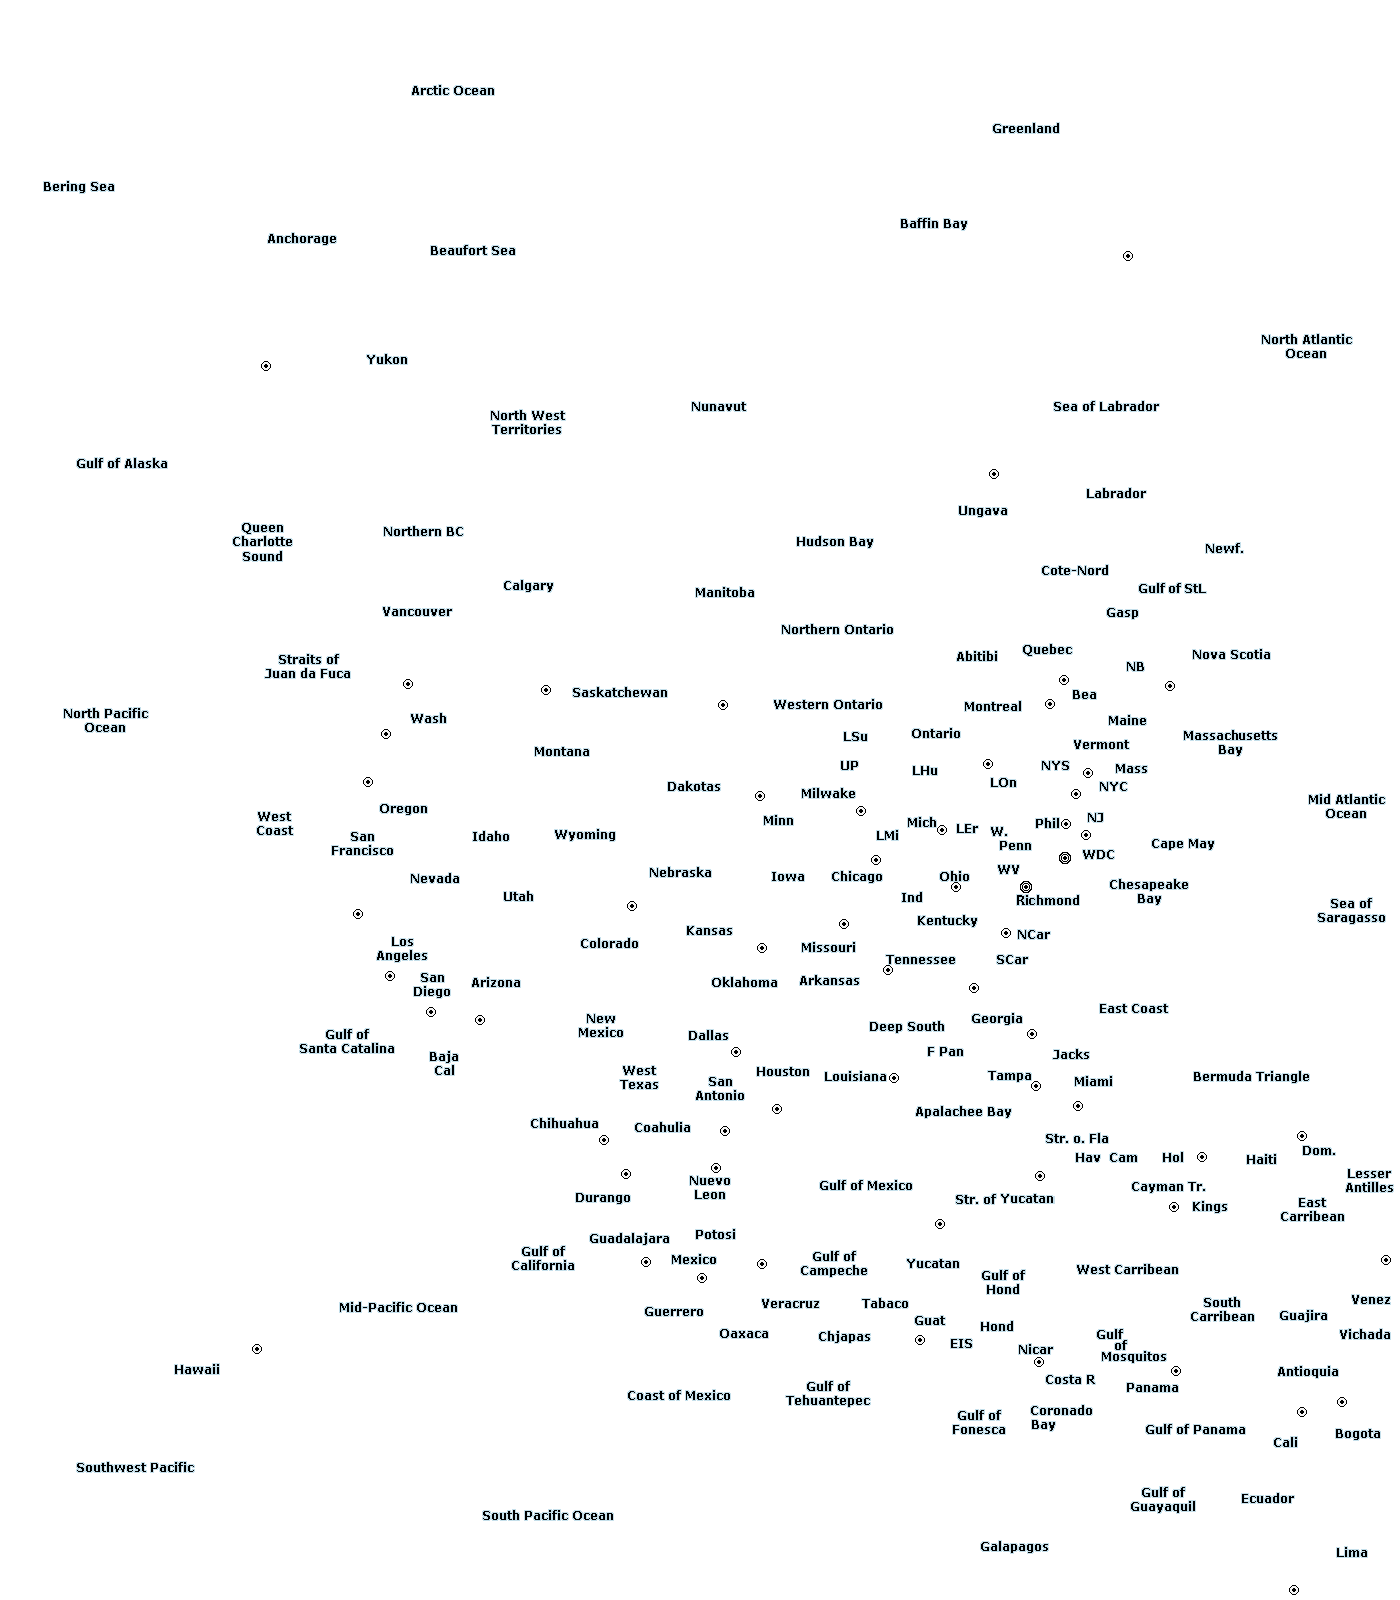 Arctic Ocean
Greenland
Bering Sea
Baffin Bay
Anchorage
Beaufort Sea
North Atlantic
Ocean
Yukon
Nunavut
Sea of Labrador
North West
Territories
Gulf of Alaska
Labrador
Ungava
Queen
Charlotte
Sound
Northern BC
Hudson Bay
Newf.
Cote-Nord
Calgary
Manitoba
Gulf of StL
Vancouver
Gasp
Northern Ontario
Straits of
Juan da Fuca
Abitibi
Quebec
NB
Nova Scotia
Saskatchewan
Bea
North Pacific
Ocean
Western Ontario
Montreal
Wash
Maine
LSu
Ontario
Massachusetts
Bay
Montana
Vermont
UP
LHu
NYS
Mass
Dakotas
Milwake
LOn
NYC
Mid Atlantic
Ocean
Oregon
West
Coast
Minn
Mich
LEr
Phil
NJ
San
Francisco
Idaho
Wyoming
LMi
W.
Penn
Cape May
WDC
Nevada
Nebraska
Iowa
Chicago
Ohio
WV
Chesapeake
Bay
Utah
Ind
Richmond
Sea of
Saragasso
Kansas
Kentucky
NCar
Los
Angeles
Colorado
Missouri
Tennessee
SCar
San
Diego
Arizona
Oklahoma
Arkansas
East Coast
New
Mexico
Deep South
Georgia
Gulf of
Santa Catalina
Dallas
F Pan
Jacks
Baja
Cal
West
Texas
San
Antonio
Houston
Louisiana
Tampa
Miami
Bermuda Triangle
Apalachee Bay
Chihuahua
Coahulia
Str. o. Fla
Dom.
Hav
Cam
Hol
Haiti
Lesser
Antilles
Nuevo
Leon
Gulf of Mexico
Cayman Tr.
Durango
Str. of Yucatan
Kings
East
Carribean
Guadalajara
Potosi
Gulf of
California
Mexico
Gulf of
Campeche
Yucatan
West Carribean
Gulf of
Hond
Mid-Pacific Ocean
Guerrero
Veracruz
Tabaco
South
Carribean
Guajira
Venez
Oaxaca
Chjapas
Guat
Hond
Gulf
of
Mosquitos
Vichada
EIS
Nicar
Hawaii
Costa R
Panama
Antioquia
Coast of Mexico
Gulf of
Tehuantepec
Gulf of
Fonesca
Coronado
Bay
Gulf of Panama
Cali
Bogota
Southwest Pacific
Gulf of
Guayaquil
Ecuador
South Pacific Ocean
Galapagos
Lima